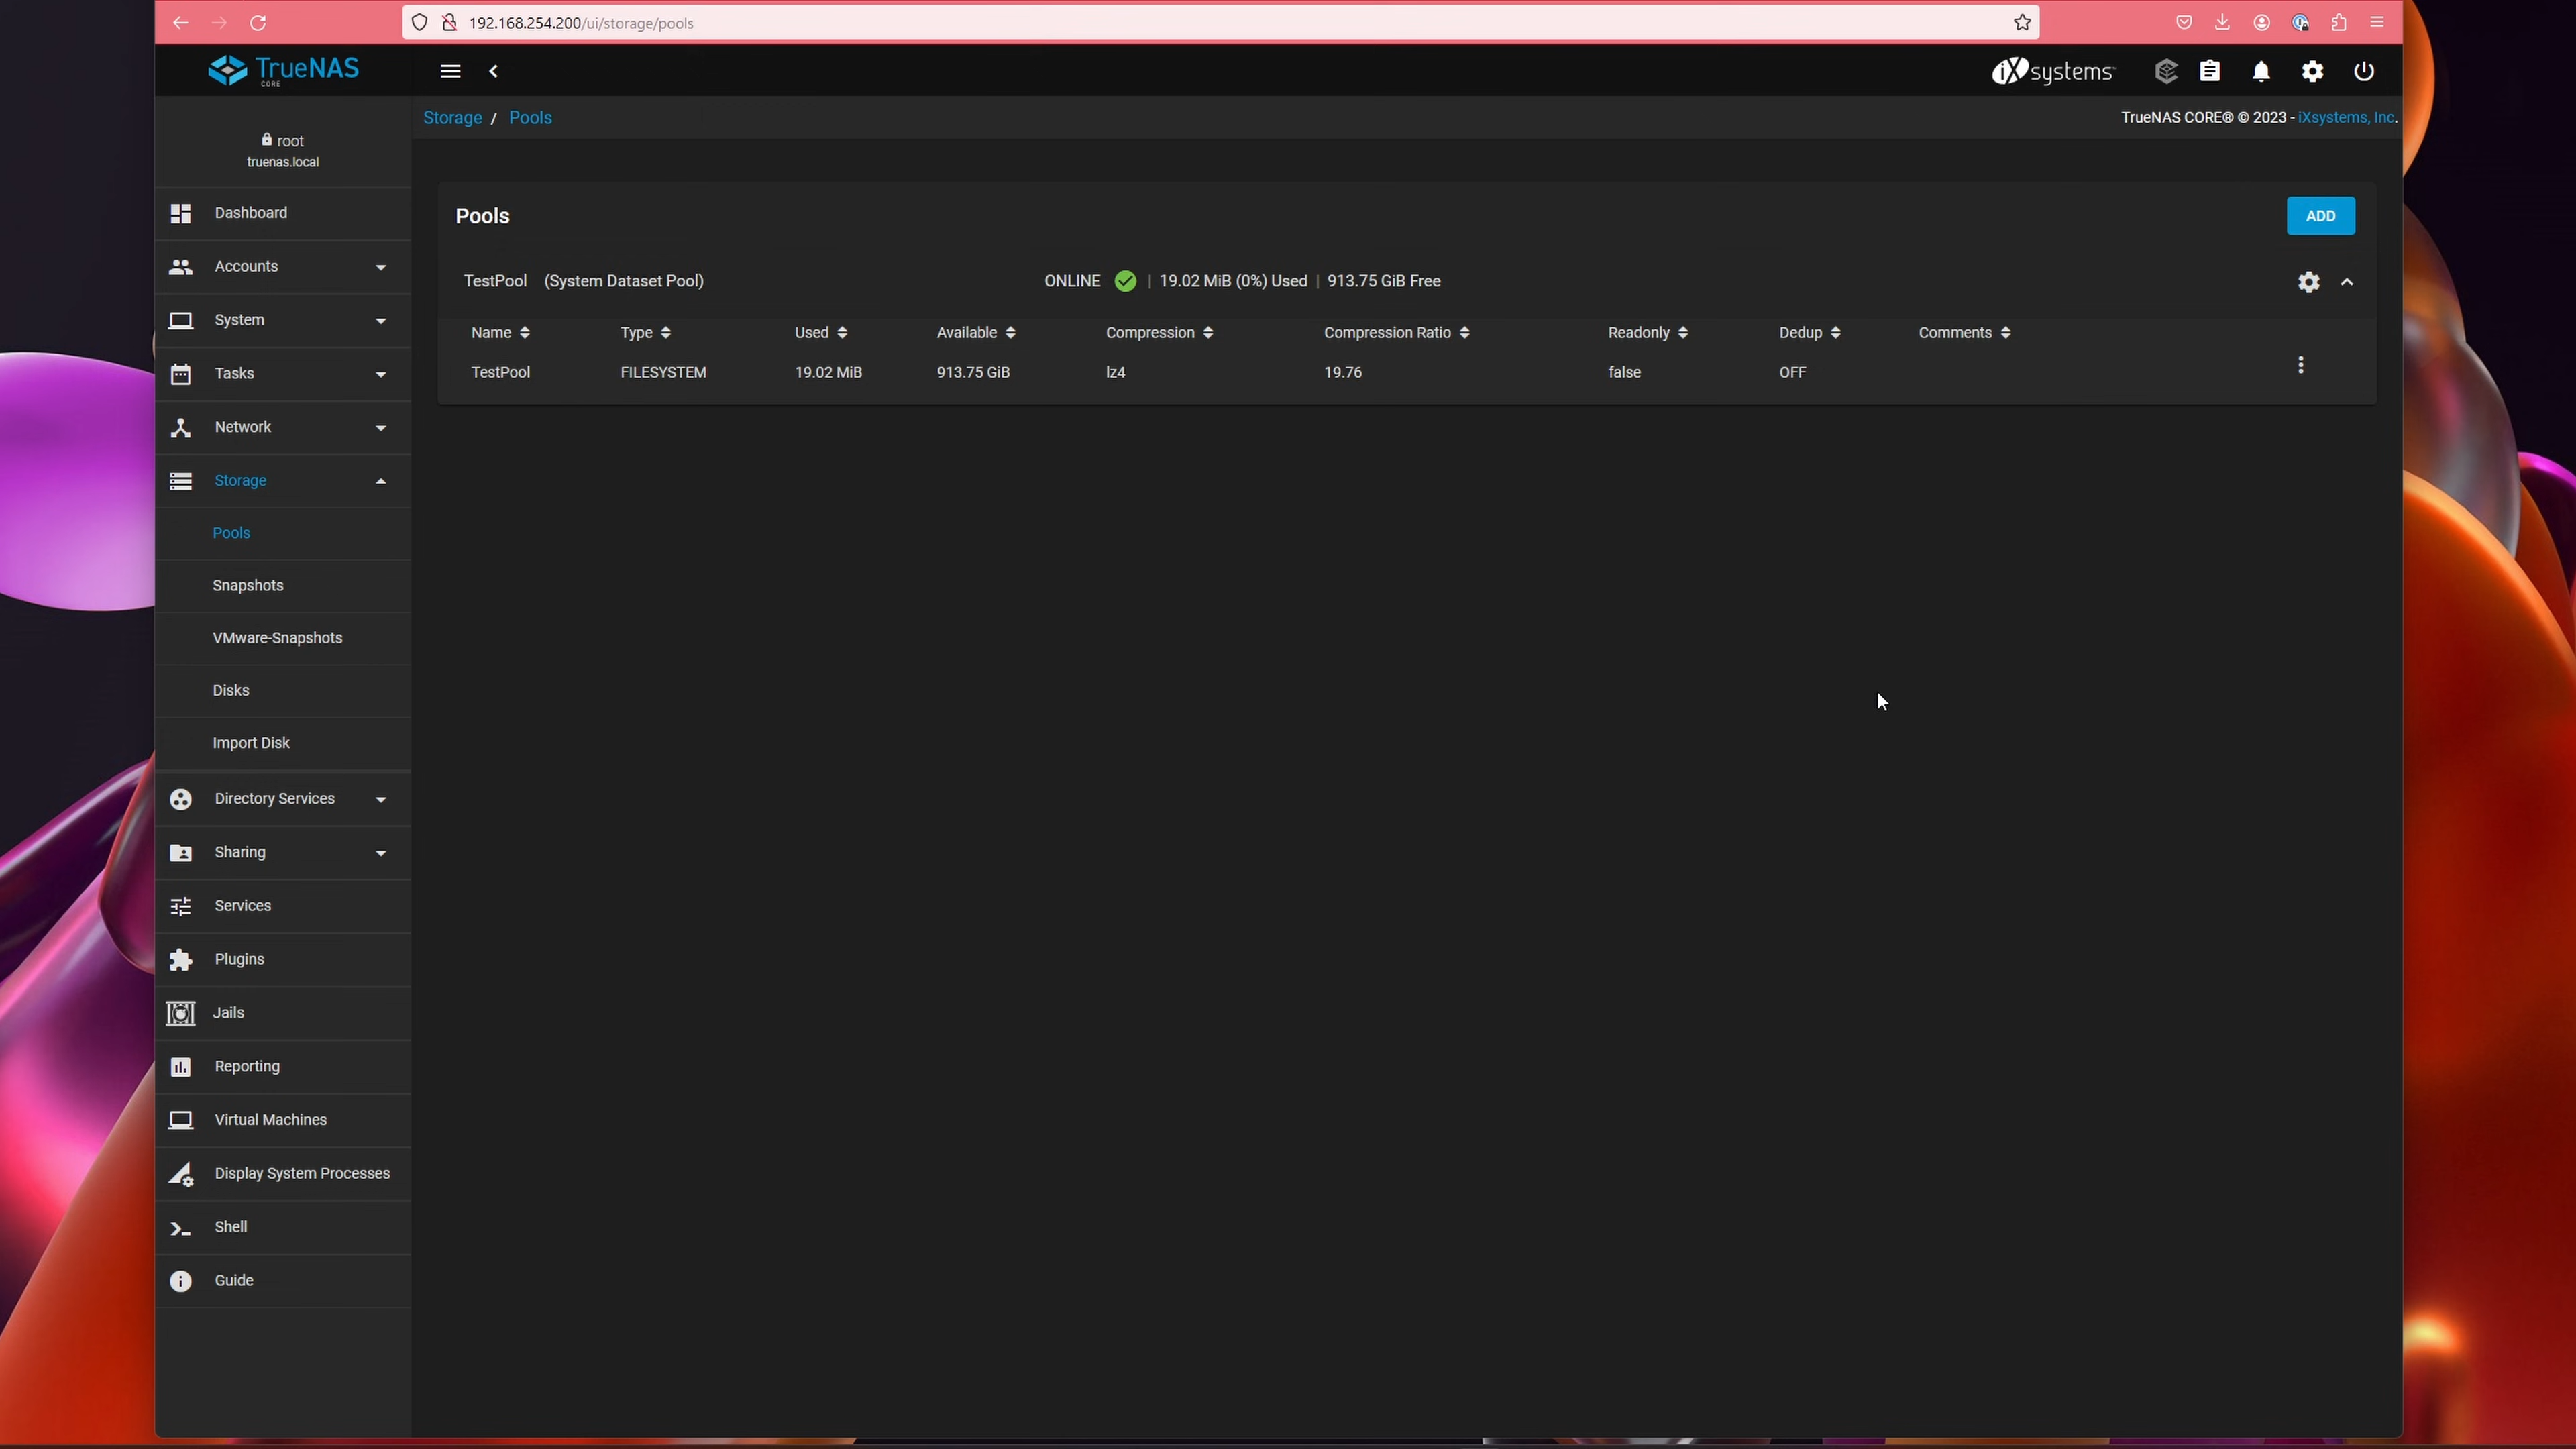 192.168.254.200/ui/storage/pools
TrueNAS
CORE
iXsystems
Storage / Pools
TrueNAS CORE® © 2023 - iXsystems, Inc.
root
truenas.local
Dashboard
Accounts
System
Tasks
Network
Storage
Pools
Snapshots
VMware-Snapshots
Disks
Import Disk
Directory Services
Sharing
Services
Plugins
Jails
Reporting
Virtual Machines
Display System Processes
Shell
Guide
Pools
ADD
TestPool (System Dataset Pool) ONLINE | 19.02 MiB (0%) Used | 913.75 GiB Free
Name Type Used Available Compression Compression Ratio Readonly Dedup Comments
TestPool FILESYSTEM 19.02 MiB 913.75 GiB lz4 19.76 false OFF